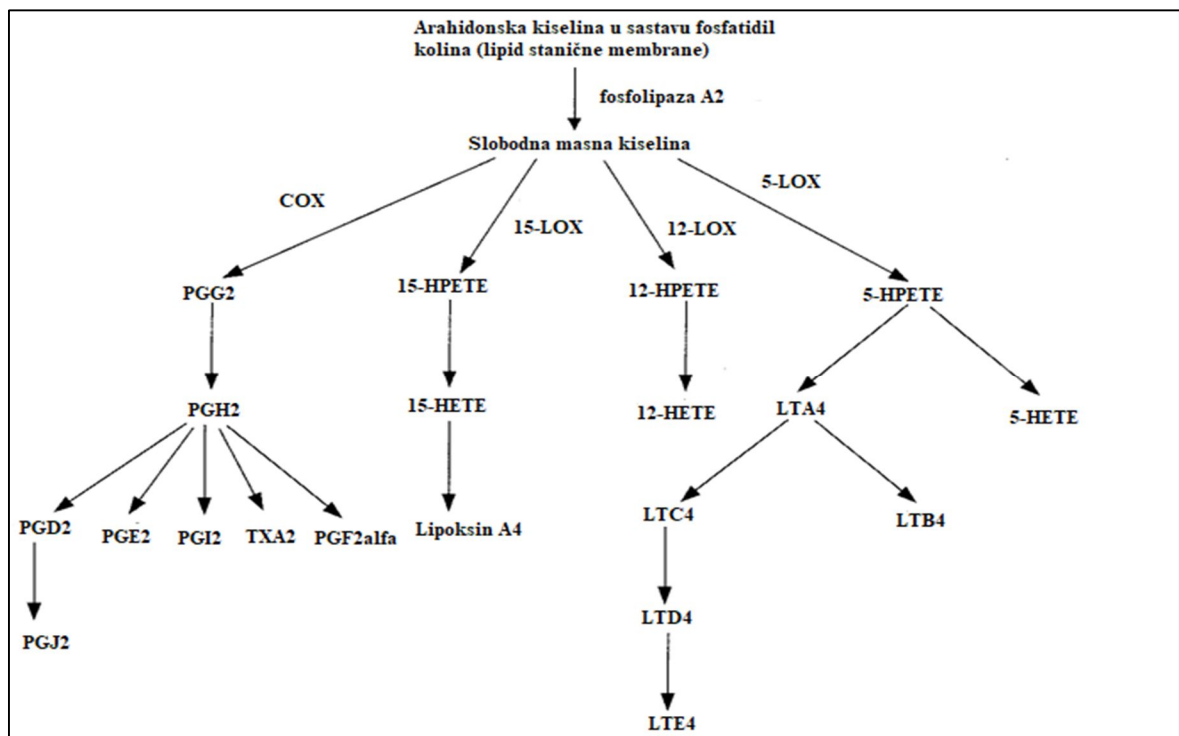 Arahidonska kiselina u sastavu fosfatidil
kolina (lipid stanične membrane)
fosfolipaza A2
Slobodna masna kiselina
COX
15-LOX
12-LOX
5-LOX
PGG2
15-HPETE
12-HPETE
5-HPETE
PGH2
15-HETE
12-HETE
LTA4
5-HETE
PGD2
PGE2
PGI2
TXA2
PGF2alfa
Lipoksin A4
LTC4
LTB4
PGJ2
LTD4
LTE4